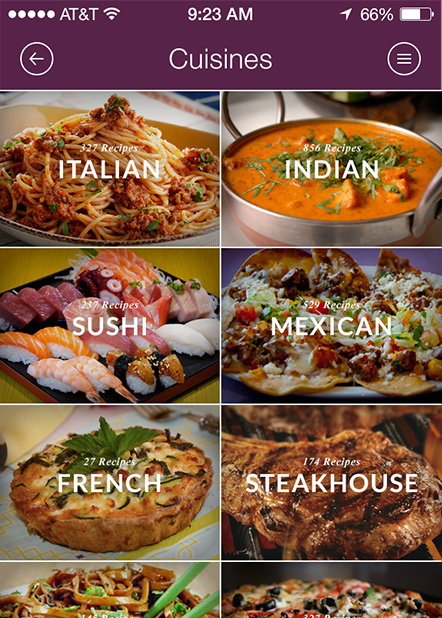 AT&T 9:23 AM 66%
Cuisines
327 Recipes
ITALIAN
856 Recipes
INDIAN
237 Recipes
SUSHI
529 Recipes
MEXICAN
27 Recipes
FRENCH
174 Recipes
STEAKHOUSE